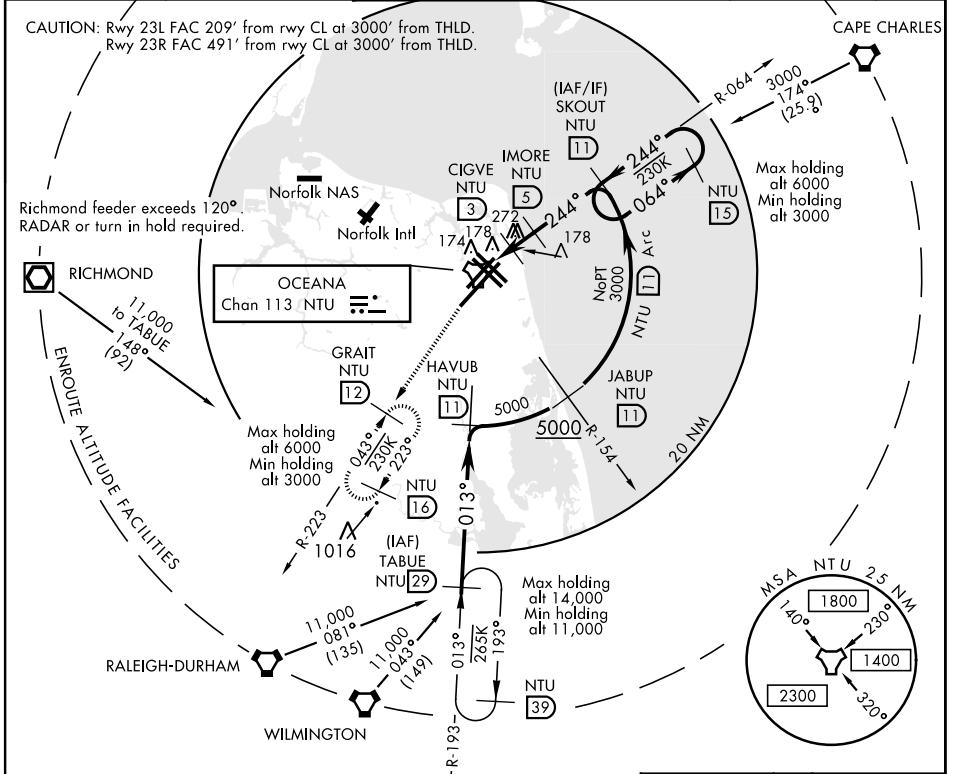 CAUTION: Rwy 23L FAC 209' from rwy CL at 3000' from THLD.
Rwy 23R FAC 491' from rwy CL at 3000' from THLD.
CAPE CHARLES
R-064
3000
174°
(25.9)
(IAF/IF)
SKOUT
NTU
11
244°
230K
064°
NTU
15
Max holding
alt 6000
Min holding
alt 3000
IMORE
NTU
5
CIGVE
NTU
3
272
174
178
178
244°
Norfolk NAS
Norfolk Intl
Richmond feeder exceeds 120°.
RADAR or turn in hold required.
RICHMOND
11,000
to TABUE
148°
(92)
OCEANA
Chan 113 NTU
NoPT
3000
NTU
11
Arc
GRAIT
NTU
12
HAVUB
NTU
11
5000
5000
JABUP
NTU
11
R-154
20 NM
Max holding
alt 6000
Min holding
alt 3000
043°
230K
223°
NTU
16
R-223
1016
013°
ENROUTE ALTITUDE FACILITIES
(IAF)
TABUE
NTU 29
Max holding
alt 14,000
Min holding
alt 11,000
013°
265K
193°
NTU
39
R-193
11,000
081°
(135)
RALEIGH-DURHAM
11,000
043°
(149)
WILMINGTON
MSA NTU 25 NM
1800
140°
230°
1400
2300
320°